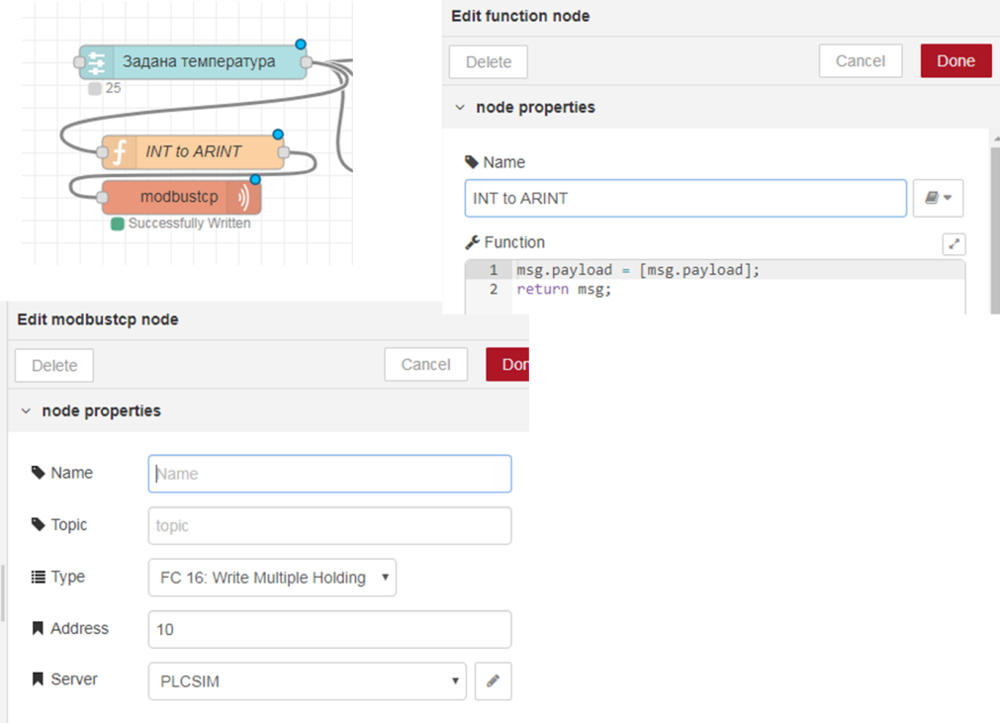 Задана температура
25
INT to ARINT
modbustcp
Successfully Written
Edit function node
Delete
Cancel
Done
node properties
Name
INT to ARINT
Function
1 msg.payload = [msg.payload];
2 return msg;
Edit modbustcp node
Delete
Cancel
Don
node properties
Name
Name
Topic
topic
Type
FC 16: Write Multiple Holding
Address
10
Server
PLCSIM